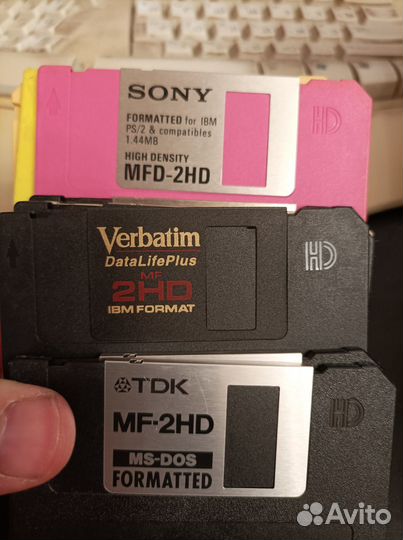 SONY
FORMATTED for IBM
PS/2 & compatibles
1.44MB
HIGH DENSITY
MFD-2HD
HD
Verbatim
DataLifePlus
MF
2HD
IBM FORMAT
HD
TDK
MF-2HD
MS-DOS
FORMATTED
HD
Avito